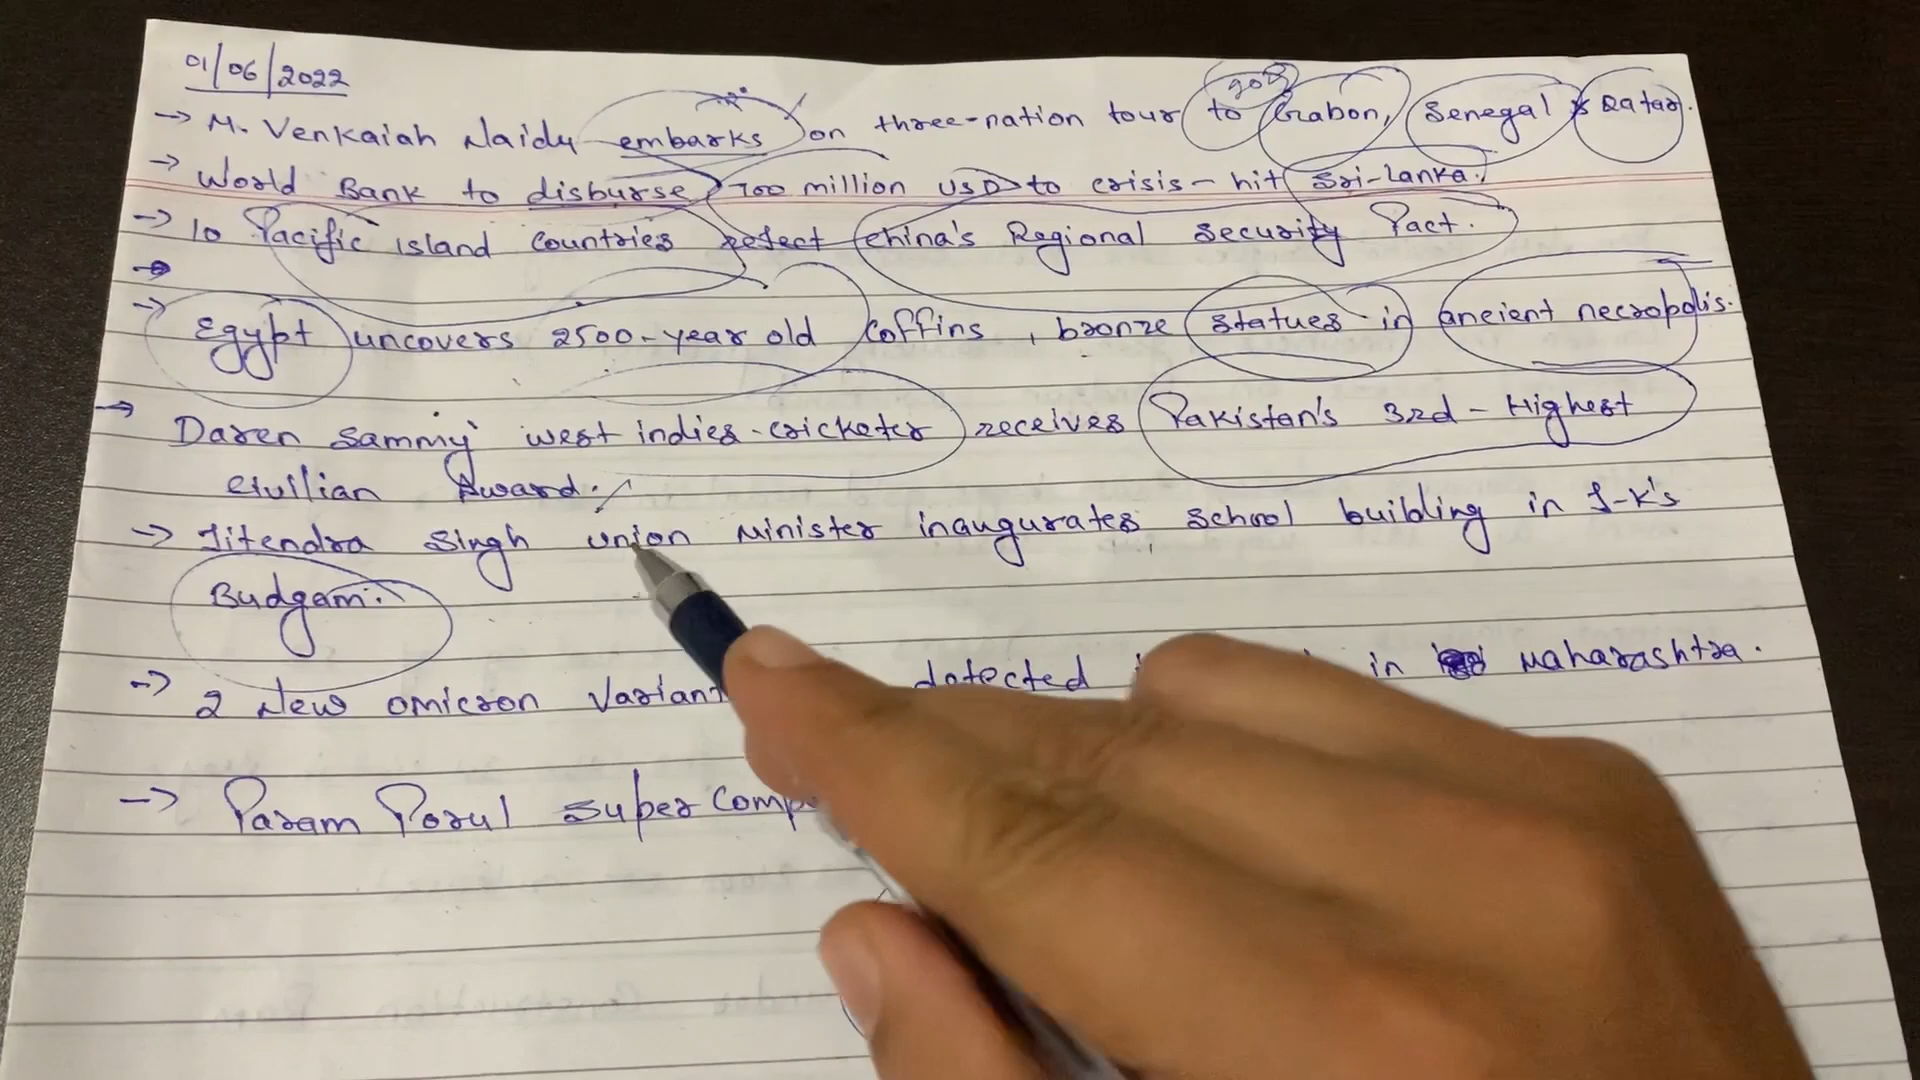 01/06/2022
→ M. Venkaiah Naidu embarks on three-nation tour to Gabon, Senegal & Qatar.
→ World Bank to disburse 700 million USD to crisis-hit Sri-Lanka.
→ 10 Pacific island countries reject China's Regional Security Pact.
→
→ Egypt uncovers 2500-year old coffins, bronze statues in ancient necropolis.
→ Daren Sammy west indies-cricketer receives Pakistan's 3rd-Highest
civilian Award.
→ Jitendra Singh union Minister inaugurates School building in J-K's
Budgam.
→ 2 New omicron Variant detected in Maharashtra.
→ Param Porul super comp